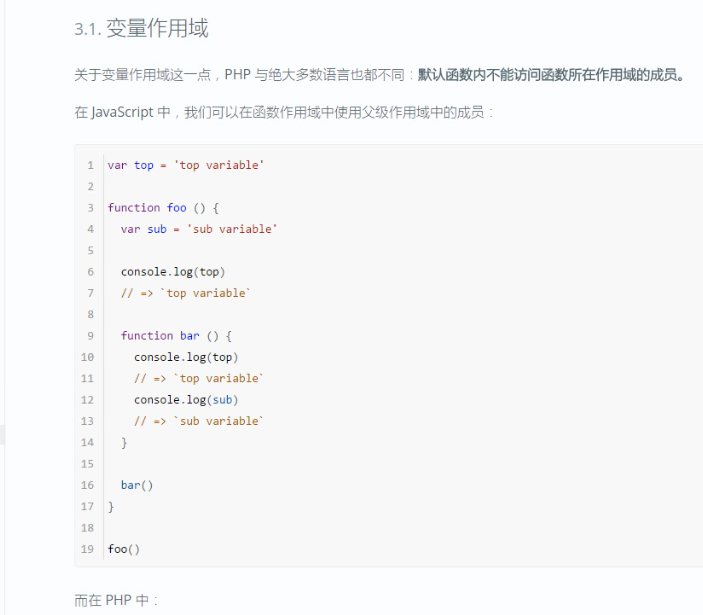 3.1. 变量作用域
关于变量作用域这一点，PHP 与绝大多数语言也都不同：默认函数内不能访问函数所在作用域的成员。
在 JavaScript 中，我们可以在函数作用域中使用父级作用域中的成员：
1 var top = 'top variable'
2
3 function foo () {
4 var sub = 'sub variable'
5
6 console.log(top)
7 // => `top variable`
8
9 function bar () {
10 console.log(top)
11 // => `top variable`
12 console.log(sub)
13 // => `sub variable`
14 }
15
16 bar()
17 }
18
19 foo()
而在 PHP 中：